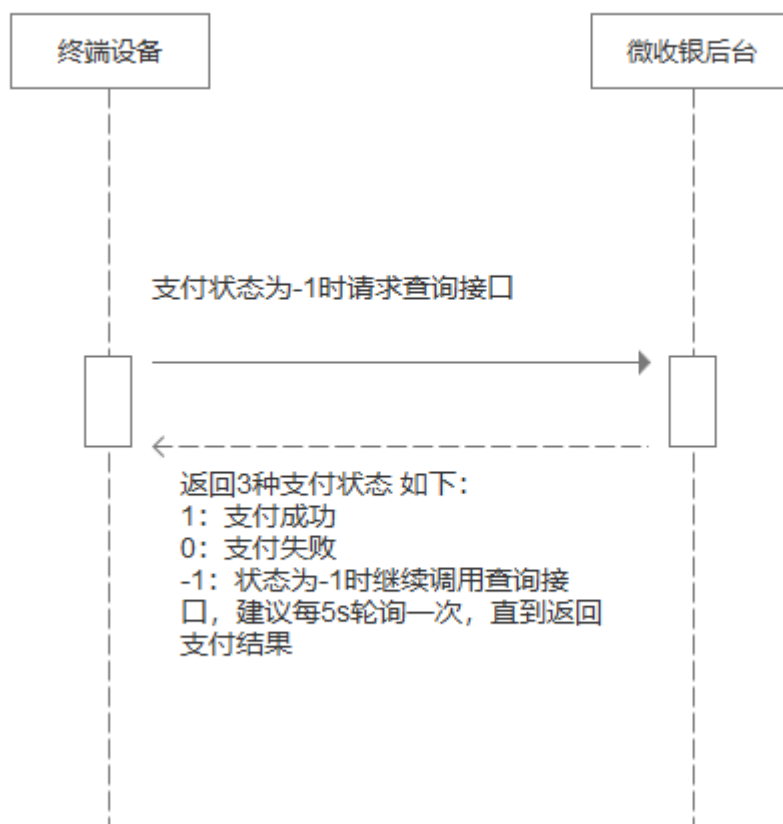 终端设备
微收银后台
支付状态为-1时请求查询接口
返回3种支付状态 如下：
1：支付成功
0：支付失败
-1：状态为-1时继续调用查询接
口，建议每5s轮询一次，直到返回
支付结果